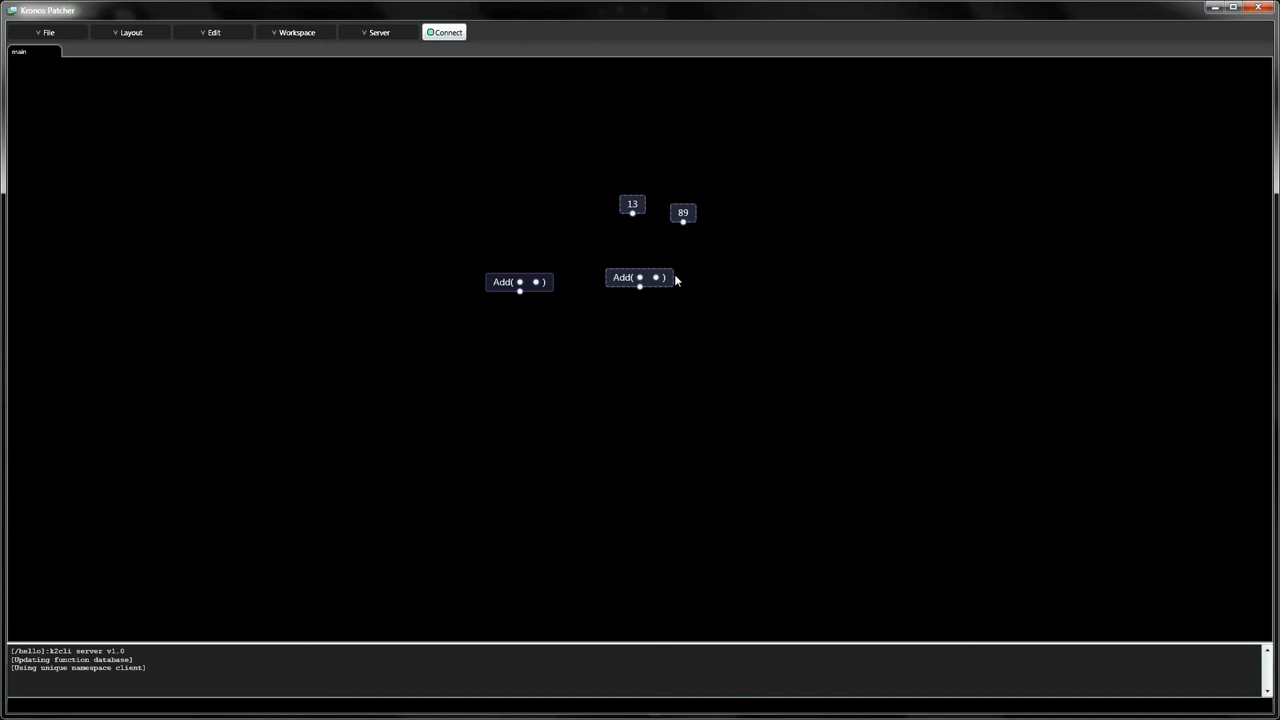 Kronos Patcher
File
Layout
Edit
Workspace
Server
Connect
main
13
89
Add( )
Add( )
[/hello]:k2cli server v1.0
[Updating function database]
[Using unique namespace client]